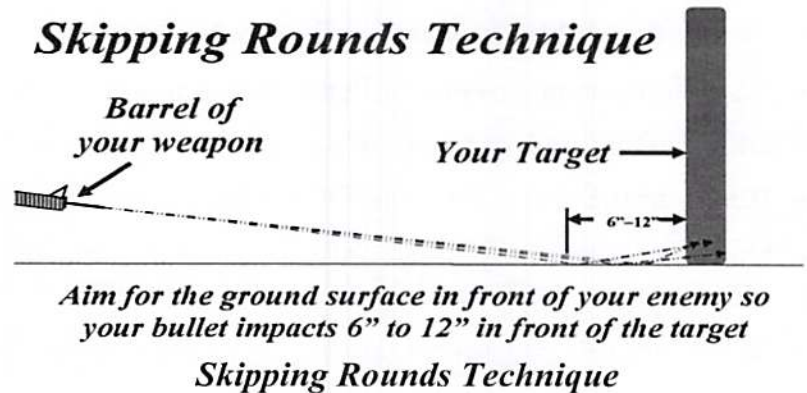 Skipping Rounds Technique
Barrel of
your weapon
Your Target
6"–12"
Aim for the ground surface in front of your enemy so
your bullet impacts 6" to 12" in front of the target
Skipping Rounds Technique